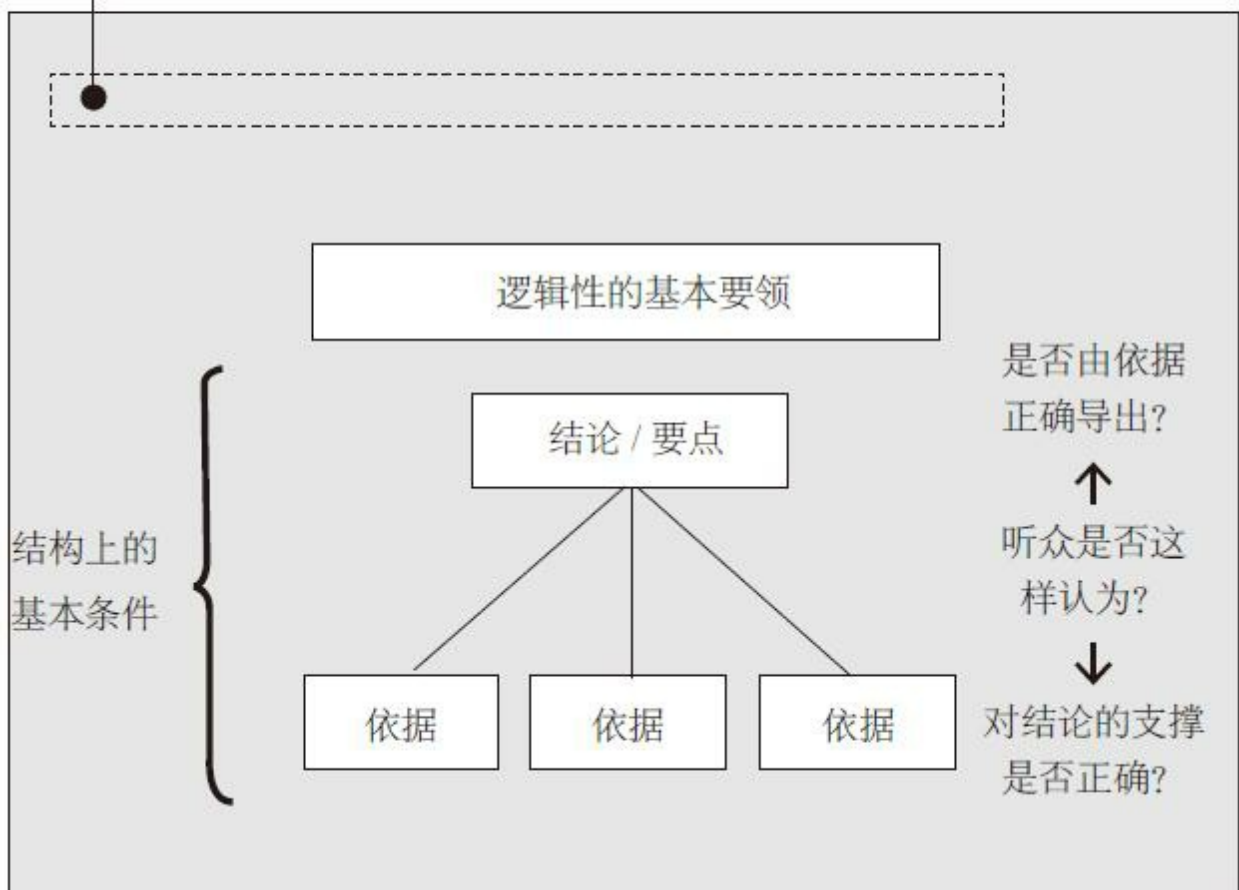 逻辑性的基本要领
结构上的
基本条件
结论 / 要点
依据
依据
依据
是否由依据
正确导出?
听众是否这
样认为?
对结论的支撑
是否正确?